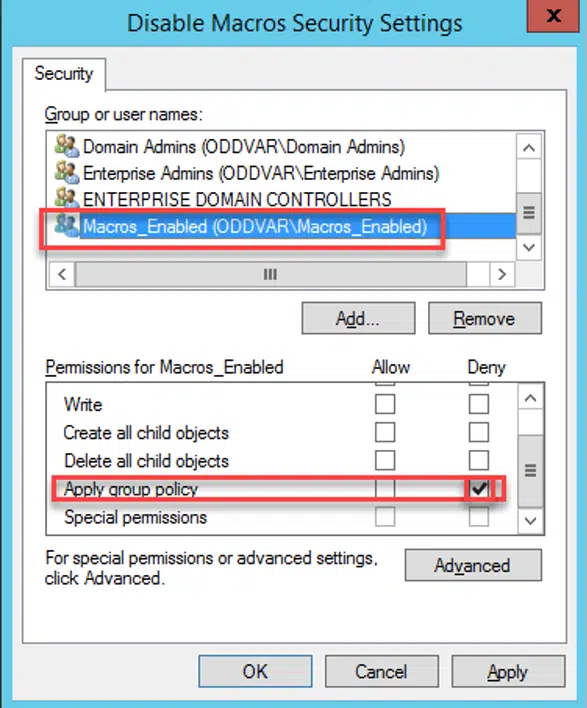 Disable Macros Security Settings
x
Security
Group or user names:
Domain Admins (ODDVAR\Domain Admins)
Enterprise Admins (ODDVAR\Enterprise Admins)
ENTERPRISE DOMAIN CONTROLLERS
Macros_Enabled (ODDVAR\Macros_Enabled)
Add... Remove
Permissions for Macros_Enabled Allow Deny
Write
Create all child objects
Delete all child objects
Apply group policy
Special permissions
For special permissions or advanced settings,
click Advanced.
Advanced
OK Cancel Apply